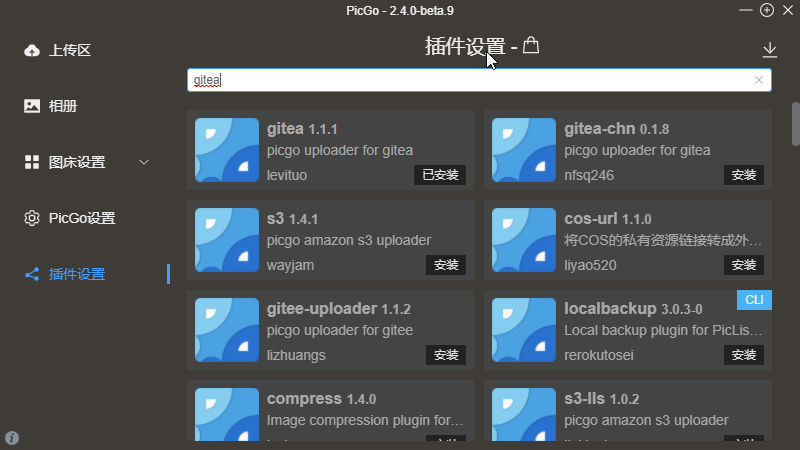 PicGo - 2.4.0-beta.9
上传区
相册
图床设置
PicGo设置
插件设置
插件设置 -
gitea
gitea 1.1.1
picgo uploader for gitea
levituo
已安装
gitea-chn 0.1.8
picgo uploader for gitea
nfsq246
安装
s3 1.4.1
picgo amazon s3 uploader
wayjam
安装
cos-url 1.1.0
将COS的私有资源链接转成外…
liyao520
安装
gitee-uploader 1.1.2
picgo uploader for gitee
lizhuangs
安装
CLI
localbackup 3.0.3-0
Local backup plugin for PicLis…
rerokutosei
安装
compress 1.4.0
Image compression plugin for…
s3-lls 1.0.2
picgo amazon s3 uploader